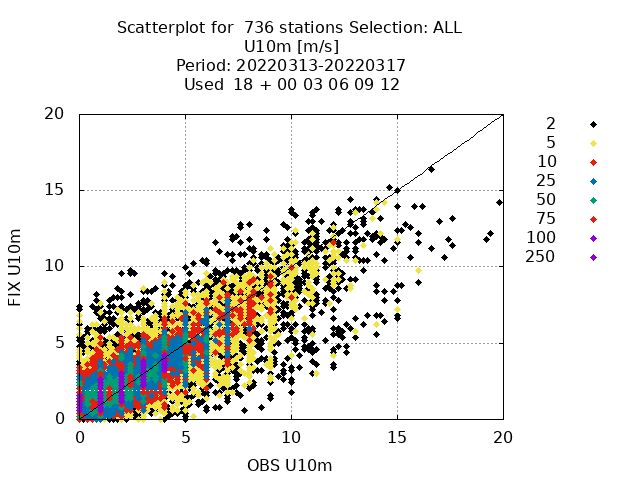 Scatterplot for  736 stations Selection: ALL
U10m [m/s]
Period: 20220313-20220317
Used  18 + 00 03 06 09 12
20
15
10
5
0
FIX U10m
0 5 10 15 20
OBS U10m
2
5
10
25
50
75
100
250